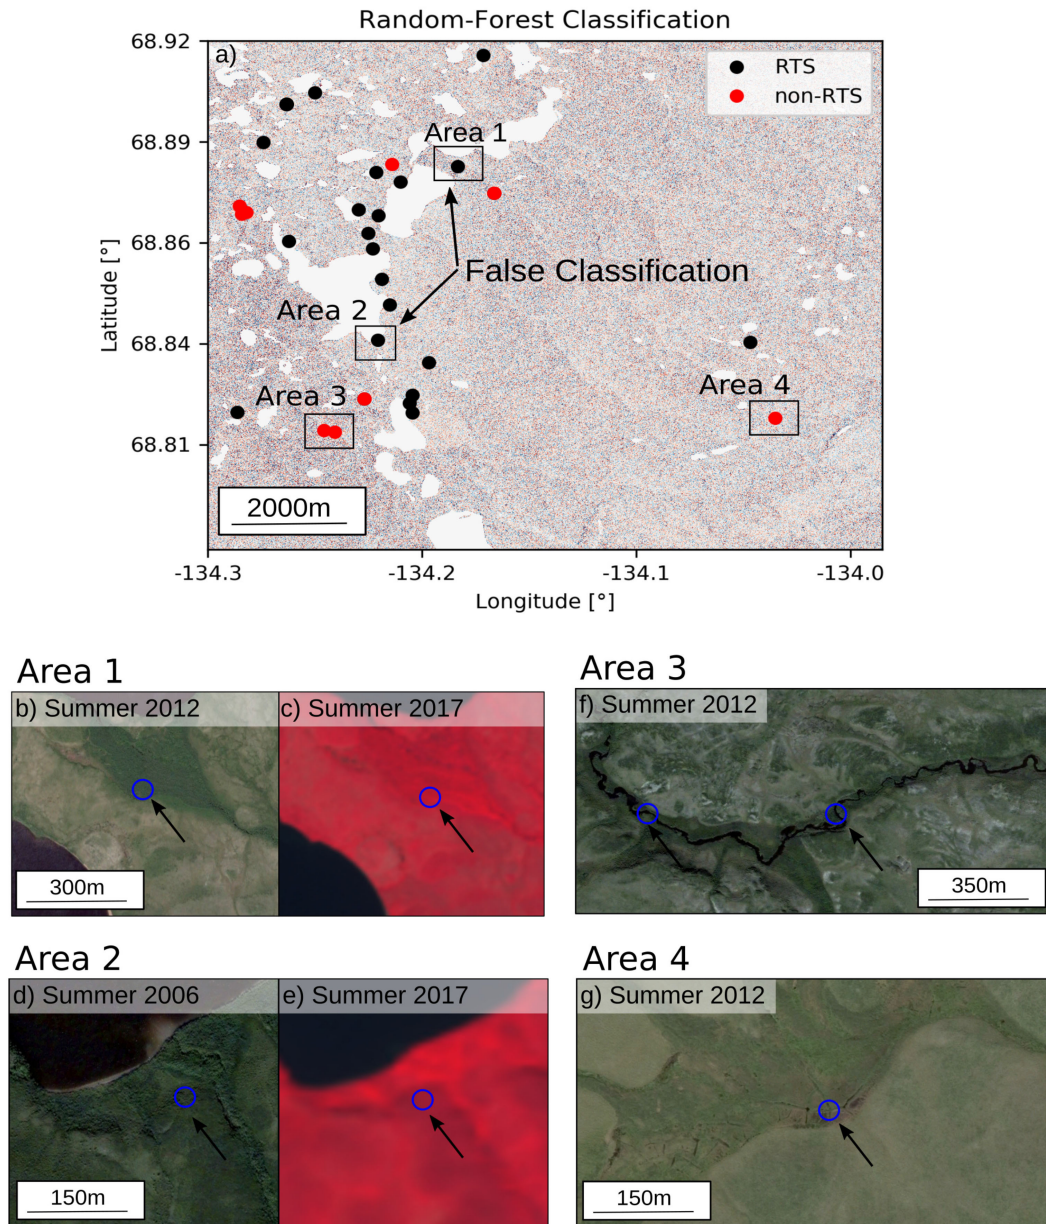 Random-Forest Classification
a)
RTS
non-RTS
Area 1
False Classification
Area 2
Area 3
Area 4
2000m
68.92
68.89
68.86
68.84
68.81
Latitude [°]
-134.3
-134.2
-134.1
-134.0
Longitude [°]
Area 1
b) Summer 2012
c) Summer 2017
300m
Area 3
f) Summer 2012
350m
Area 2
d) Summer 2006
e) Summer 2017
150m
Area 4
g) Summer 2012
150m